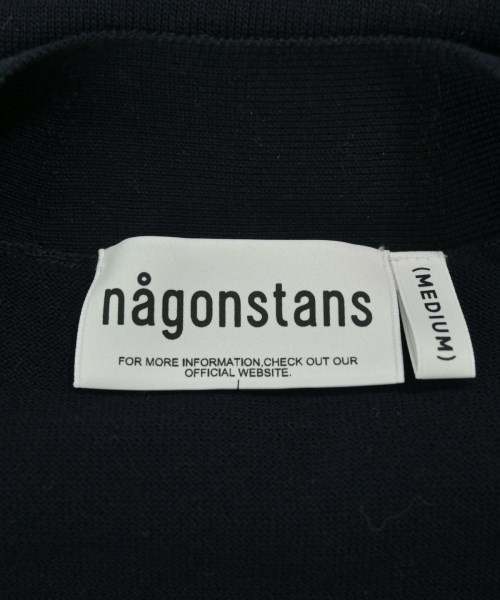 någonstans
FOR MORE INFORMATION,CHECK OUT OUR
OFFICIAL WEBSITE.
(MEDIUM)